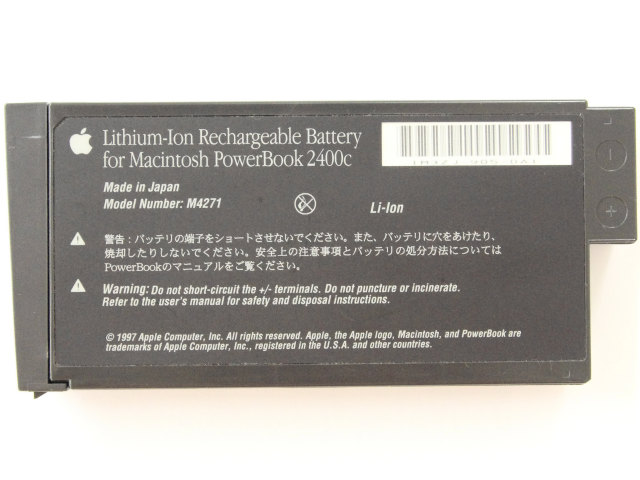 Lithium-Ion Rechargeable Battery
for Macintosh PowerBook 2400c
Made in Japan
Model Number: M4271
Li-Ion
警告：バッテリの端子をショートさせないでください。また、バッテリに穴をあけたり、
焼却したりしないでください。安全上の注意事項とバッテリの処分方法については
PowerBookのマニュアルをご覧ください。
Warning: Do not short-circuit the +/- terminals. Do not puncture or incinerate.
Refer to the user's manual for safety and disposal instructions.
© 1997 Apple Computer, Inc. All rights reserved. Apple, the Apple logo, Macintosh, and PowerBook are
trademarks of Apple Computer, Inc., registered in the U.S.A. and other countries.